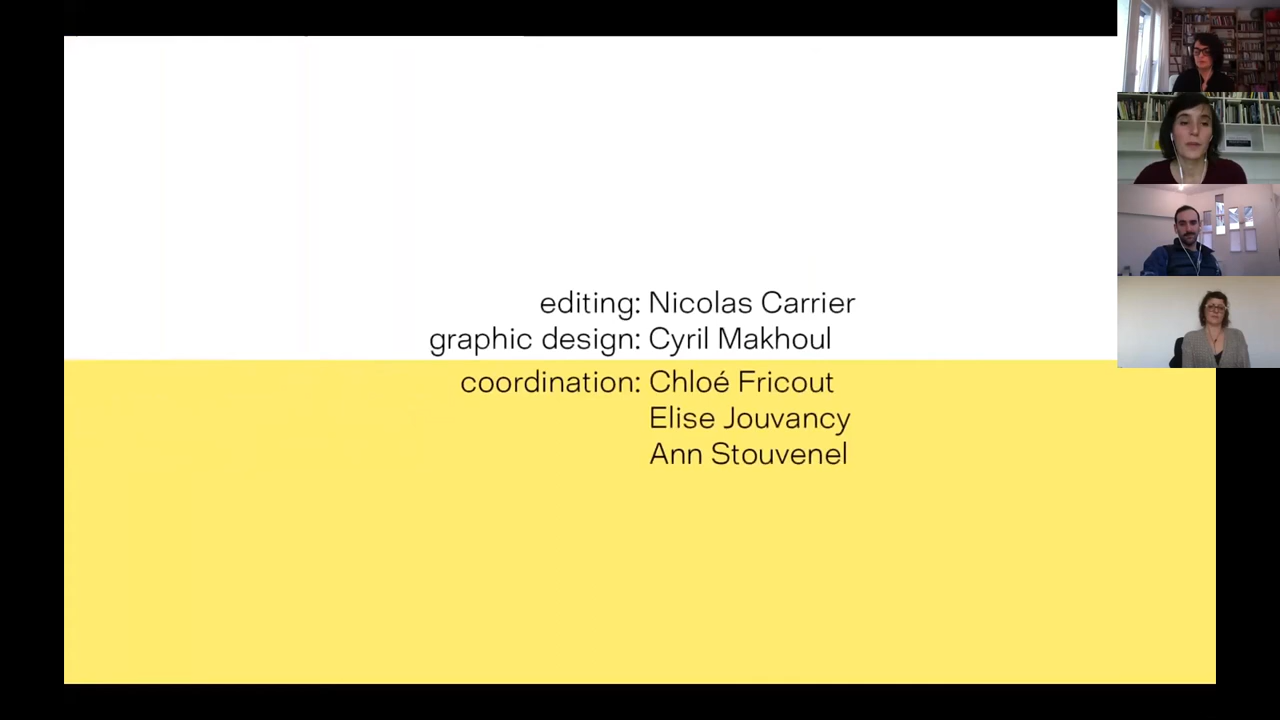 editing: Nicolas Carrier
graphic design: Cyril Makhoul
coordination: Chloé Fricout
Elise Jouvancy
Ann Stouvenel